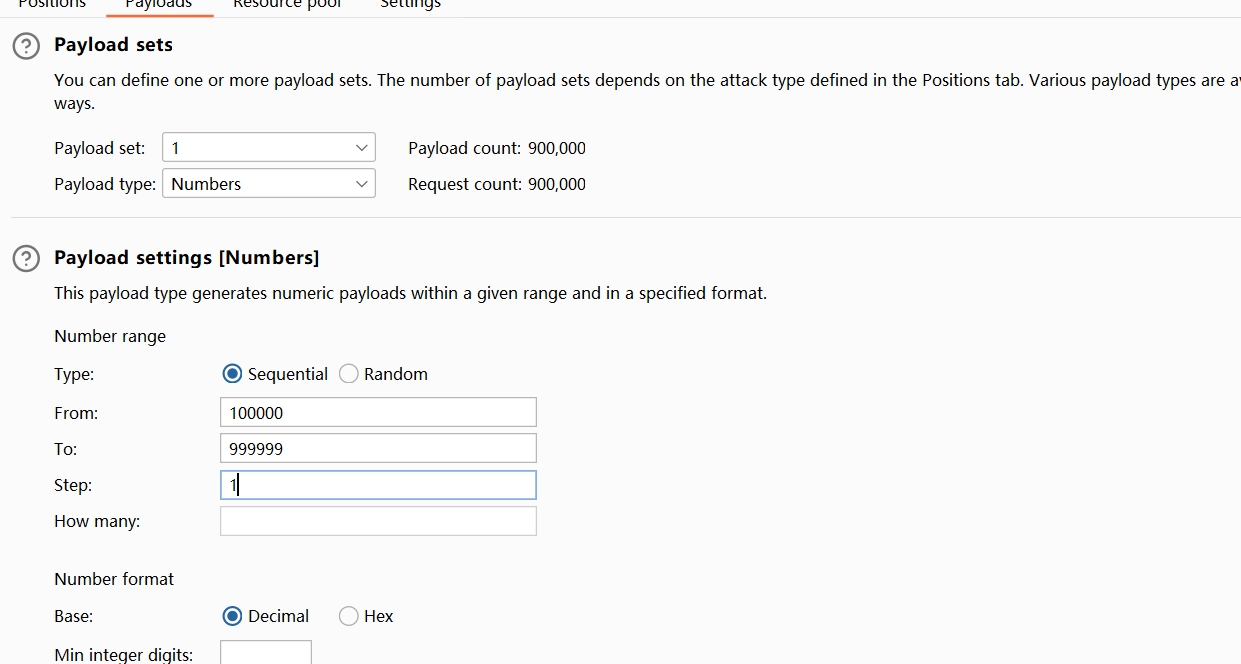 Positions Payloads Resource pool Settings
Payload sets
You can define one or more payload sets. The number of payload sets depends on the attack type defined in the Positions tab. Various payload types are
ways.
Payload set: 1 Payload count: 900,000
Payload type: Numbers Request count: 900,000
Payload settings [Numbers]
This payload type generates numeric payloads within a given range and in a specified format.
Number range
Type: Sequential Random
From: 100000
To: 999999
Step: 1
How many:
Number format
Base: Decimal Hex
Min integer digits: